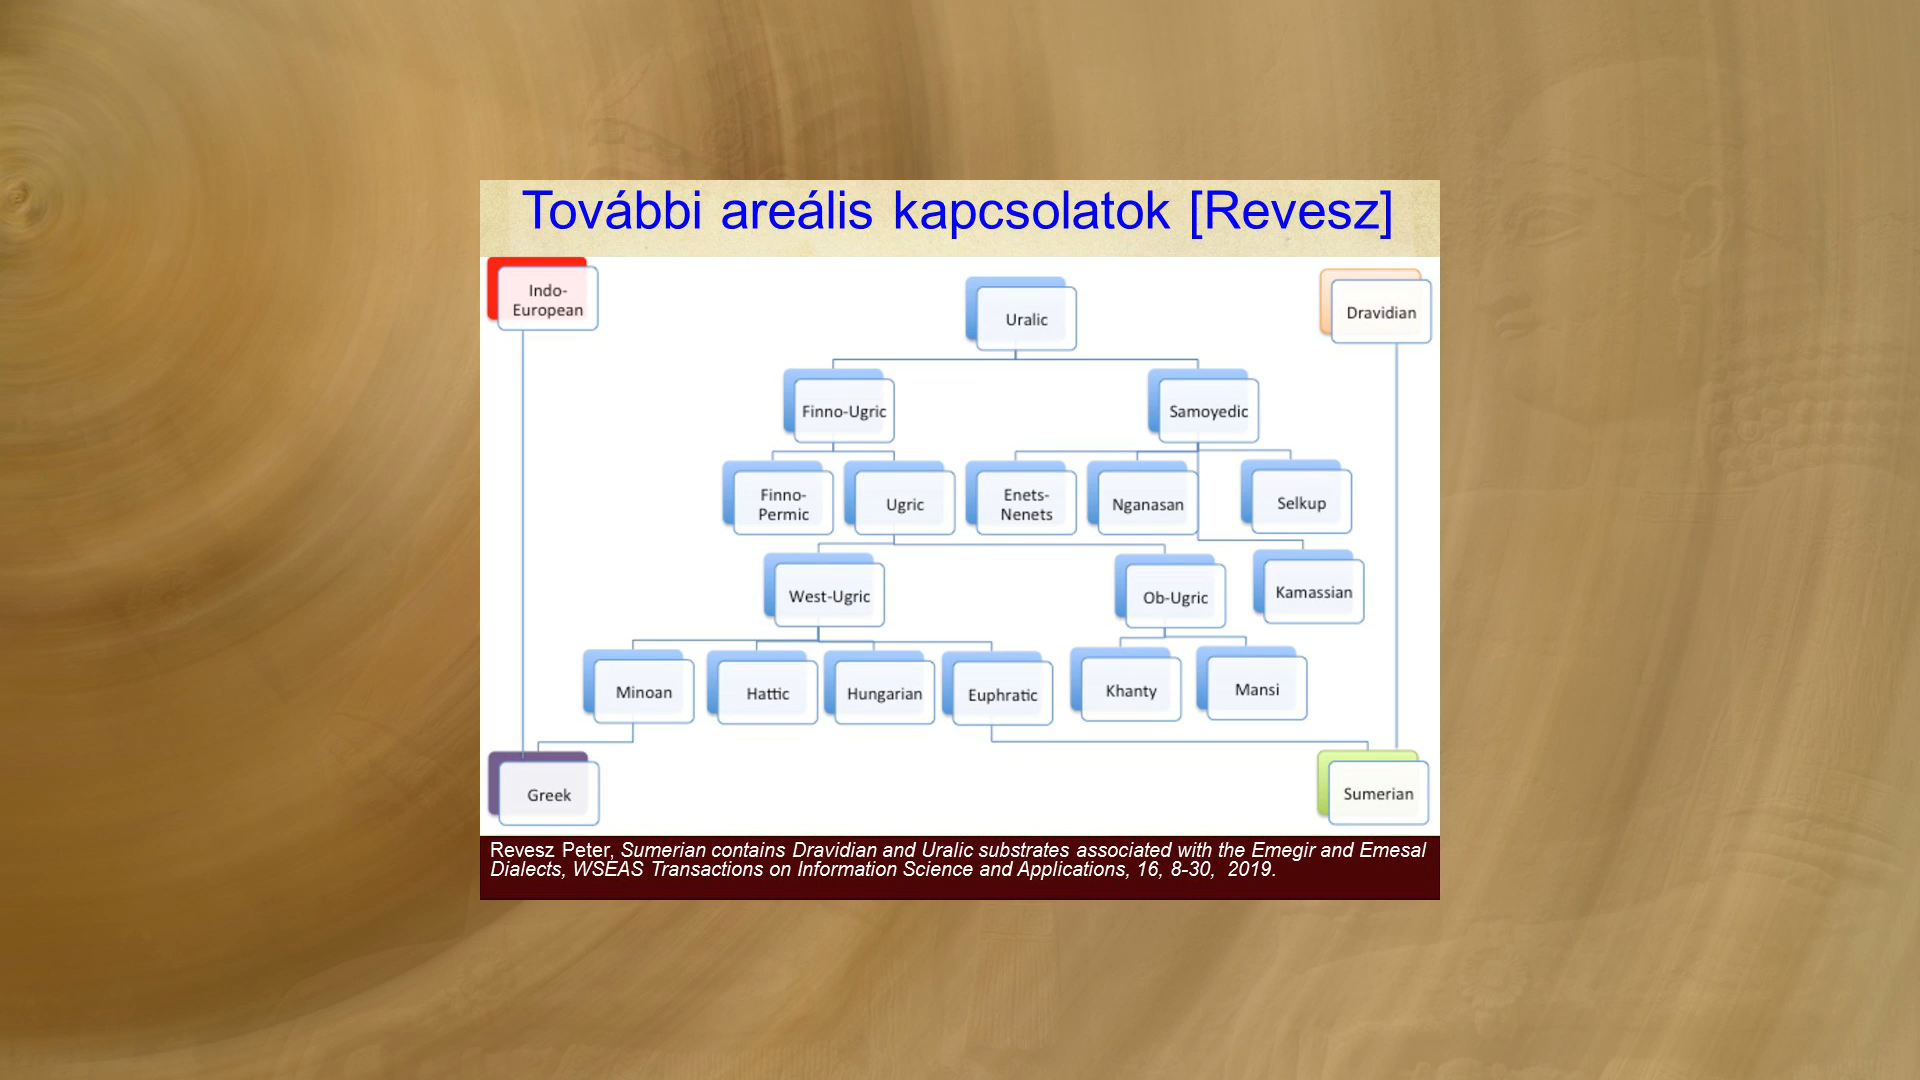 További areális kapcsolatok [Revesz]
Indo-
European
Uralic
Dravidian
Finno-Ugric
Samoyedic
Finno-
Permic
Ugric
Enets-
Nenets
Nganasan
Selkup
West-Ugric
Ob-Ugric
Kamassian
Minoan
Hattic
Hungarian
Euphratic
Khanty
Mansi
Greek
Sumerian
Revesz Peter, Sumerian contains Dravidian and Uralic substrates associated with the Emegir and Emesal
Dialects, WSEAS Transactions on Information Science and Applications, 16, 8-30, 2019.